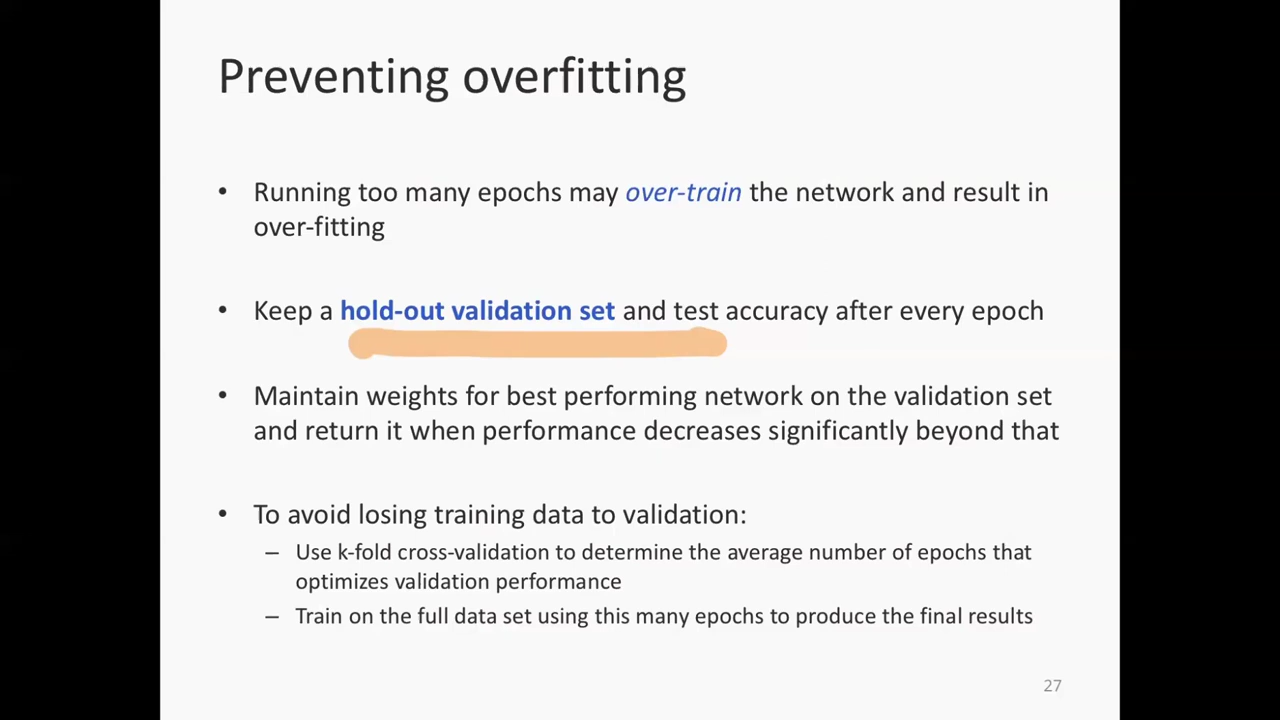 Preventing overfitting
• Running too many epochs may over-train the network and result in
over-fitting
• Keep a hold-out validation set and test accuracy after every epoch
• Maintain weights for best performing network on the validation set
and return it when performance decreases significantly beyond that
• To avoid losing training data to validation:
– Use k-fold cross-validation to determine the average number of epochs that
optimizes validation performance
– Train on the full data set using this many epochs to produce the final results
27